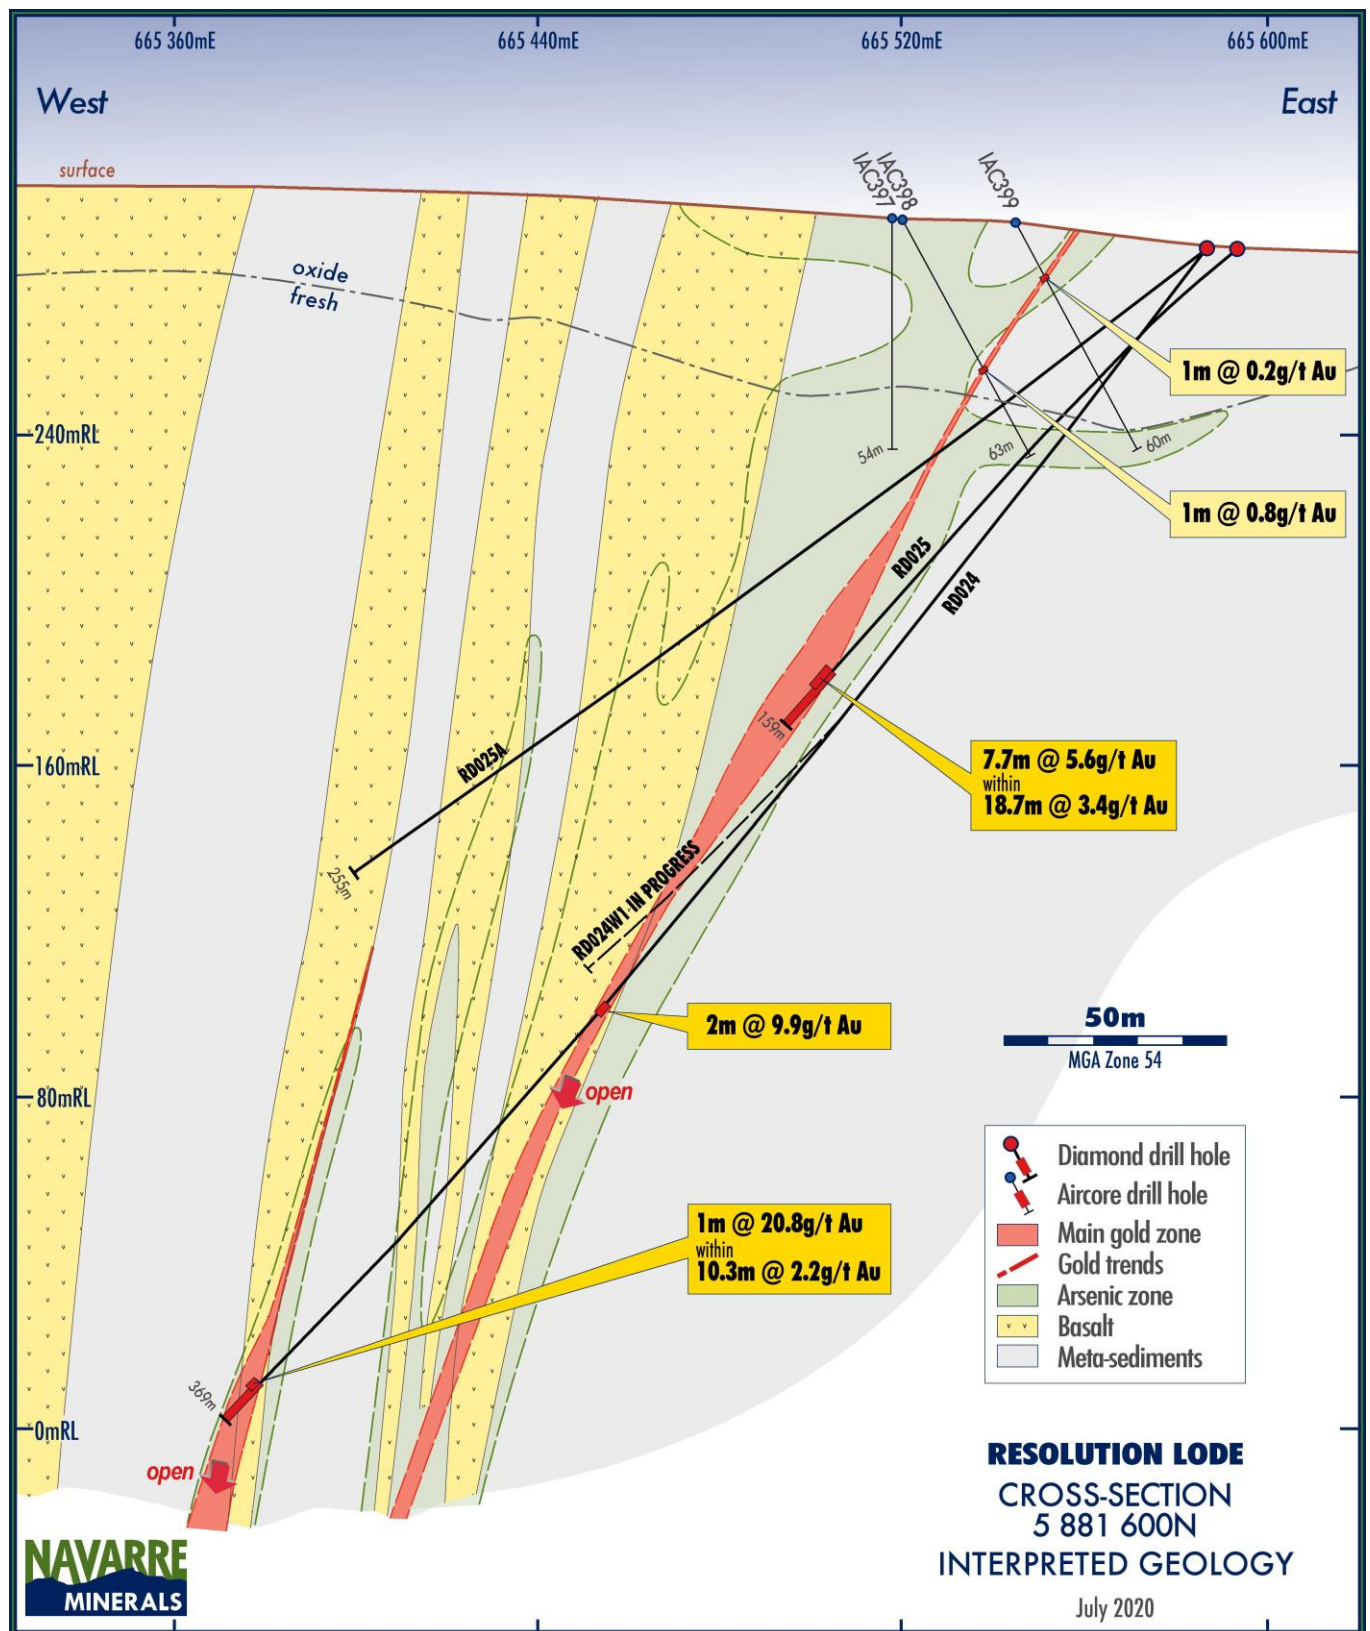 665 360mE
665 440mE
665 520mE
665 600mE
West
East
surface
IAC397
IAC398
IAC399
oxide
fresh
1m @ 0.2g/t Au
240mRL
54m
63m
60m
1m @ 0.8g/t Au
RD025
RD024
159m
7.7m @ 5.6g/t Au
within
18.7m @ 3.4g/t Au
160mRL
RD025A
255m
RD024W1 IN PROGRESS
2m @ 9.9g/t Au
50m
MGA Zone 54
80mRL
open
Diamond drill hole
Aircore drill hole
Main gold zone
Gold trends
Arsenic zone
Basalt
Meta-sediments
1m @ 20.8g/t Au
within
10.3m @ 2.2g/t Au
369m
0mRL
open
RESOLUTION LODE
CROSS-SECTION
5 881 600N
INTERPRETED GEOLOGY
July 2020
NAVARRE
MINERALS